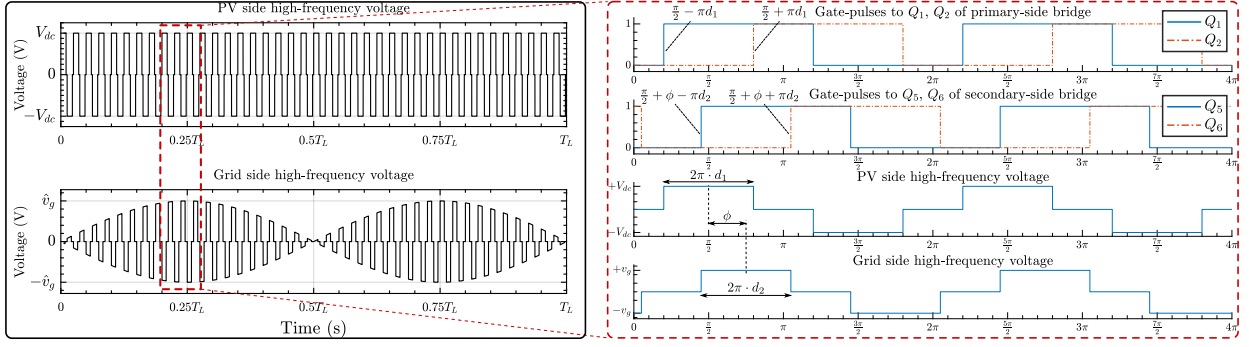 PV side high-frequency voltage
Voltage (V)
V_dc
0
−V_dc
0 0.25T_L 0.5T_L 0.75T_L T_L
Grid side high-frequency voltage
Voltage (V)
v̂_g
0
−v̂_g
0 0.25T_L 0.5T_L 0.75T_L T_L
Time (s)
π/2 − πd_1 π/2 + πd_1 Gate-pulses to Q_1, Q_2 of primary-side bridge
1
0
Q_1
Q_2
0 π/2 π 3π/2 2π 5π/2 3π 7π/2 4π
π/2 + ϕ − πd_2 π/2 + ϕ + πd_2 Gate-pulses to Q_5, Q_6 of secondary-side bridge
1
0
Q_5
Q_6
0 π/2 π 3π/2 2π 5π/2 3π 7π/2 4π
PV side high-frequency voltage
+V_dc
−V_dc
2π · d_1
ϕ
0 π/2 π 3π/2 2π 5π/2 3π 7π/2 4π
Grid side high-frequency voltage
+v_g
−v_g
2π · d_2
0 π/2 π 3π/2 2π 5π/2 3π 7π/2 4π